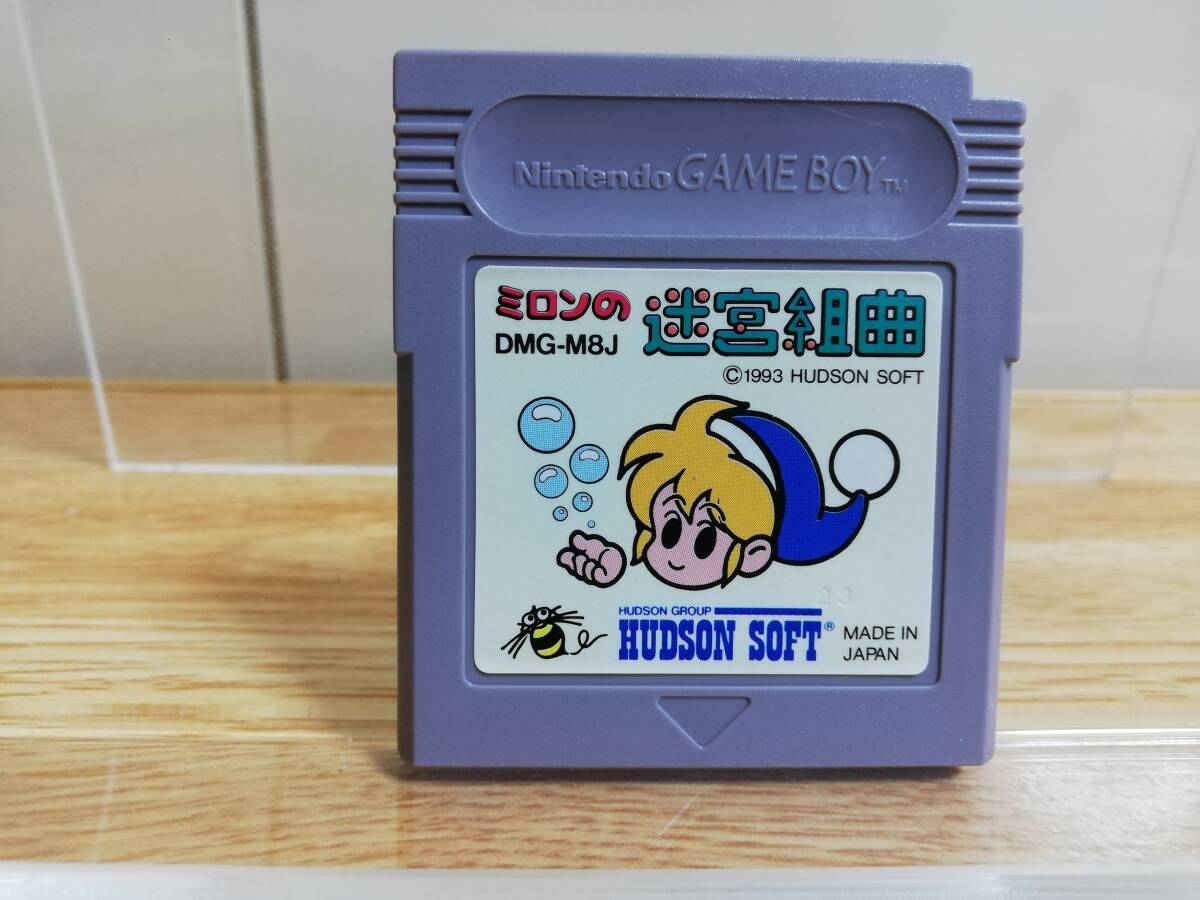 Nintendo GAME BOY™
ミロンの 迷宮組曲
DMG-M8J
©1993 HUDSON SOFT
23
HUDSON GROUP
HUDSON SOFT®
MADE IN
JAPAN